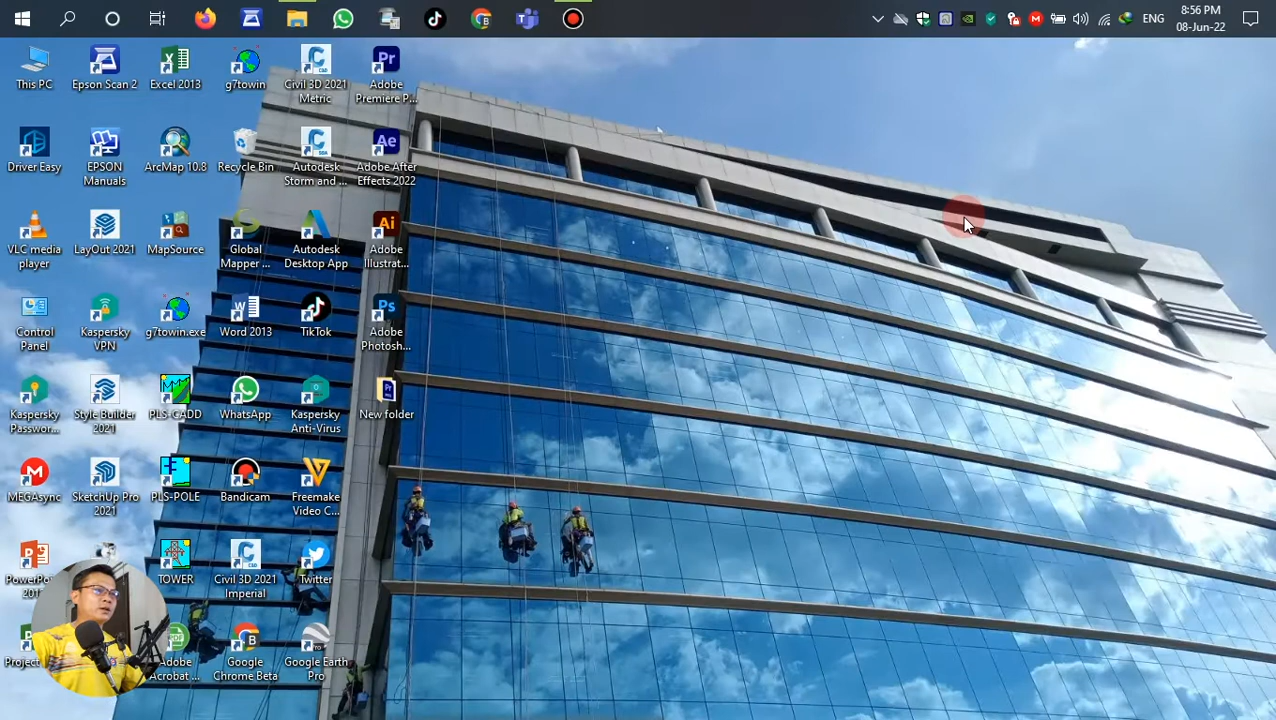 8:56 PM
ENG
08-Jun-22
This PC
Epson Scan 2
Excel 2013
g7towin
Civil 3D 2021
Metric
Adobe
Premiere P...
Driver Easy
EPSON
Manuals
ArcMap 10.8
Recycle Bin
Autodesk
Storm and ...
Adobe After
Effects 2022
VLC media
player
LayOut 2021
MapSource
Global
Mapper ...
Autodesk
Desktop App
Adobe
Illustrat...
Control
Panel
Kaspersky
VPN
g7towin.exe
Word 2013
TikTok
Adobe
Photosh...
Kaspersky
Passwor...
Style Builder
2021
PLS-CADD
WhatsApp
Kaspersky
Anti-Virus
New folder
MEGAsync
SketchUp Pro
2021
PLS-POLE
Bandicam
Freemake
Video C...
TOWER
Civil 3D 2021
Imperial
Twitter
Adobe
Acrobat ...
Google
Chrome Beta
Google Earth
Pro